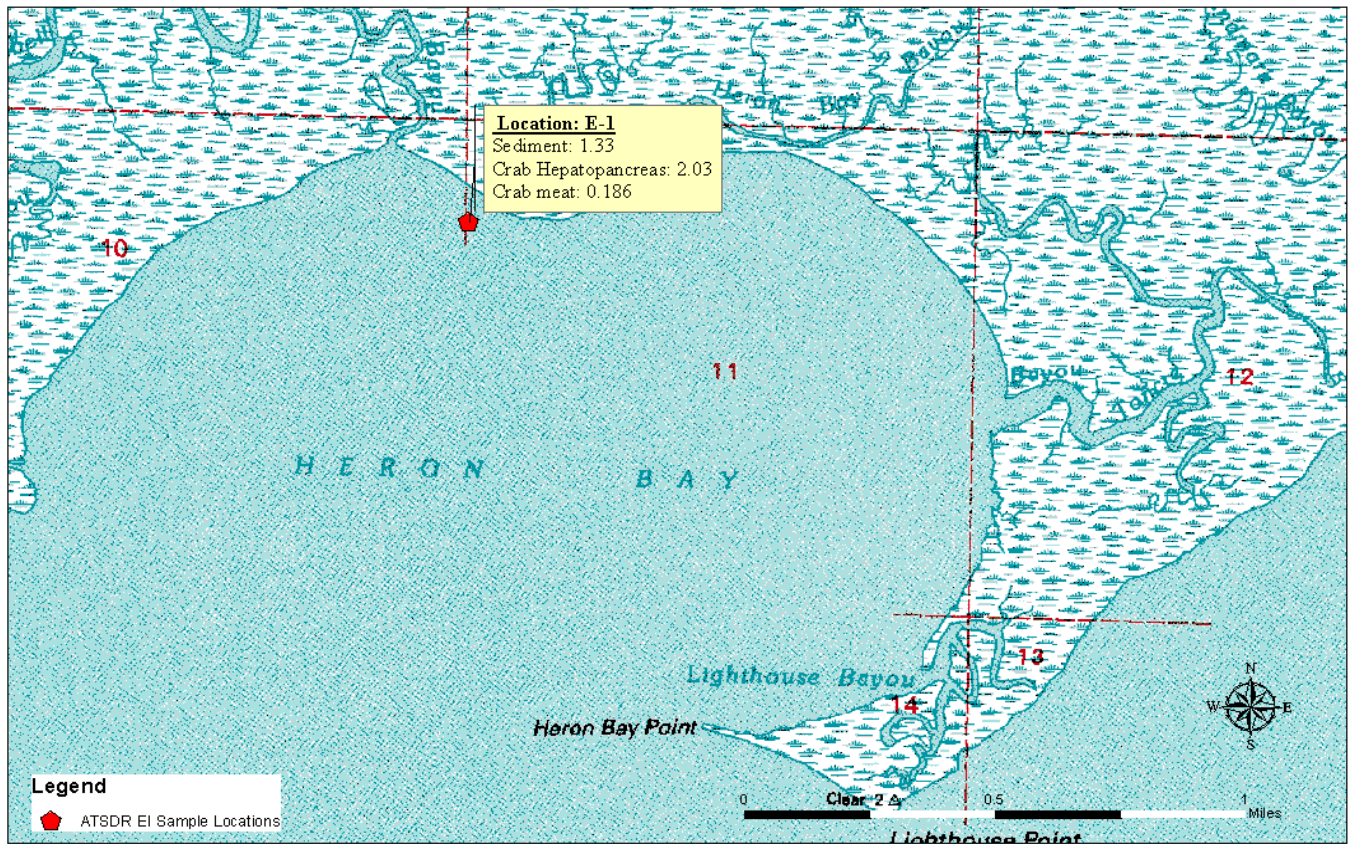 Bayou
Heron Bay
Bayou
Location: E-1
Sediment: 1.33
Crab Hepatopancreas: 2.03
Crab meat: 0.186
10
11
Bayou
12
HERON BAY
13
Lighthouse Bayou
14
Heron Bay Point
N
W E
S
Legend
ATSDR EI Sample Locations
Clear 2
0 0.5 1
Miles
Lighthouse Point